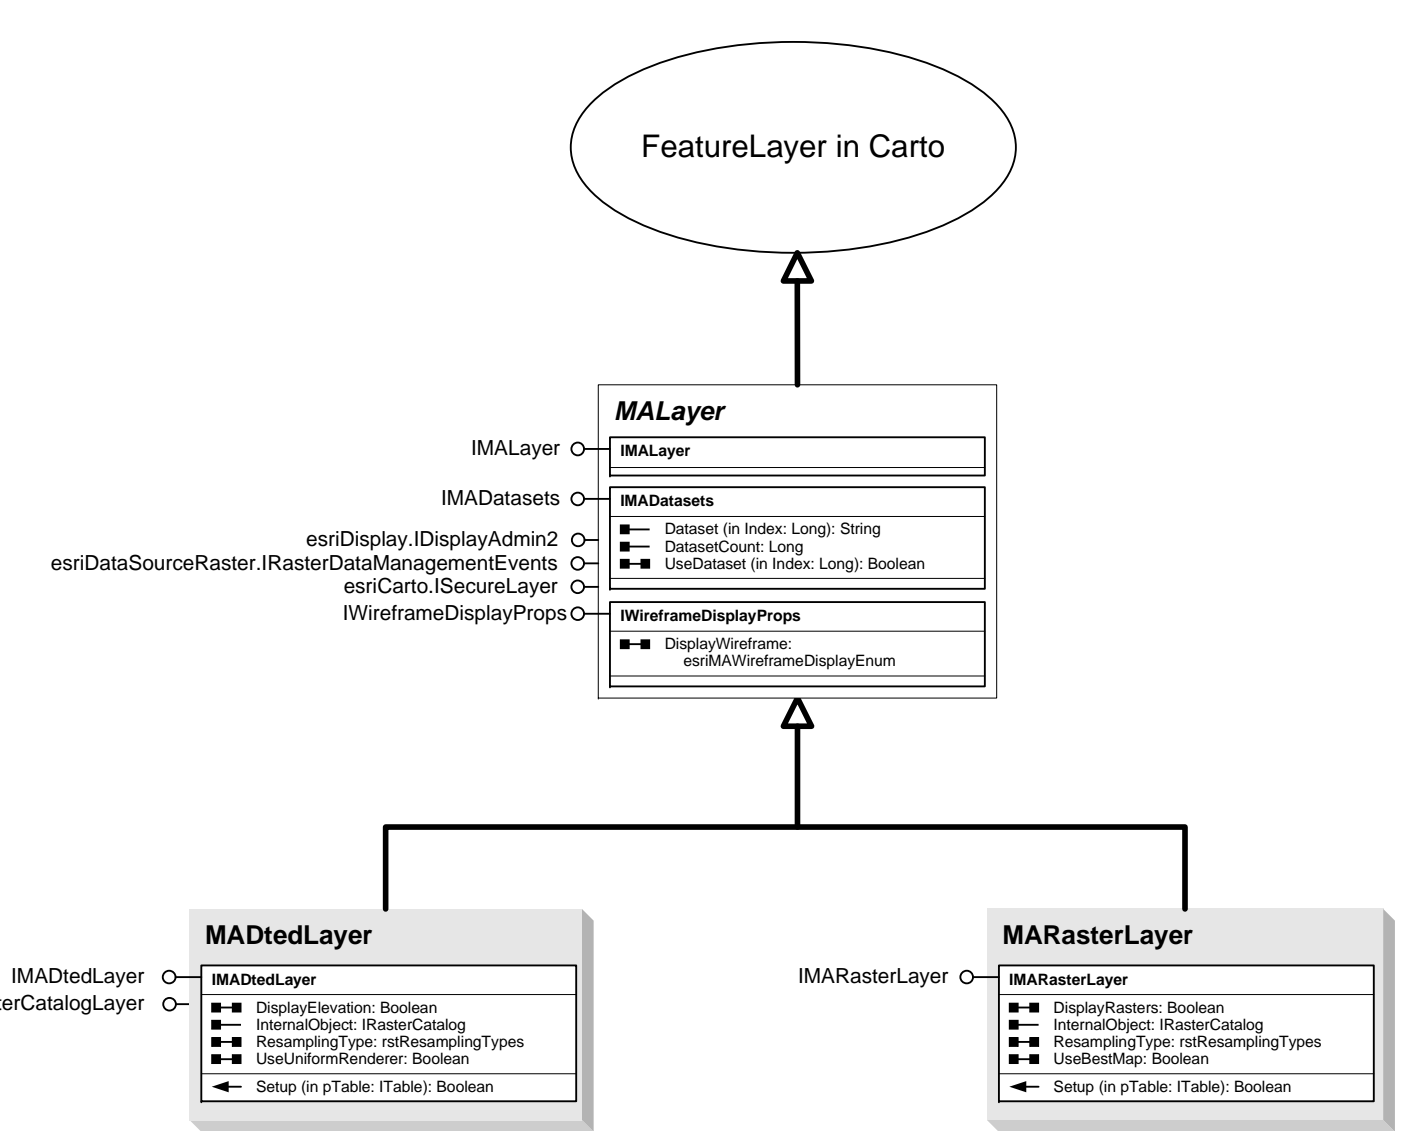 FeatureLayer in Carto
MALayer
IMALayer
IMALayer
IMADatasets
IMADatasets
Dataset (in Index: Long): String
DatasetCount: Long
UseDataset (in Index: Long): Boolean
esriDisplay.IDisplayAdmin2
esriDataSourceRaster.IRasterDataManagementEvents
esriCarto.ISecureLayer
IWireframeDisplayProps
IWireframeDisplayProps
DisplayWireframe:
esriMAWireframeDisplayEnum
MADtedLayer
IMADtedLayer
terCatalogLayer
IMADtedLayer
DisplayElevation: Boolean
InternalObject: IRasterCatalog
ResamplingType: rstResamplingTypes
UseUniformRenderer: Boolean
Setup (in pTable: ITable): Boolean
MARasterLayer
IMARasterLayer
IMARasterLayer
DisplayRasters: Boolean
InternalObject: IRasterCatalog
ResamplingType: rstResamplingTypes
UseBestMap: Boolean
Setup (in pTable: ITable): Boolean